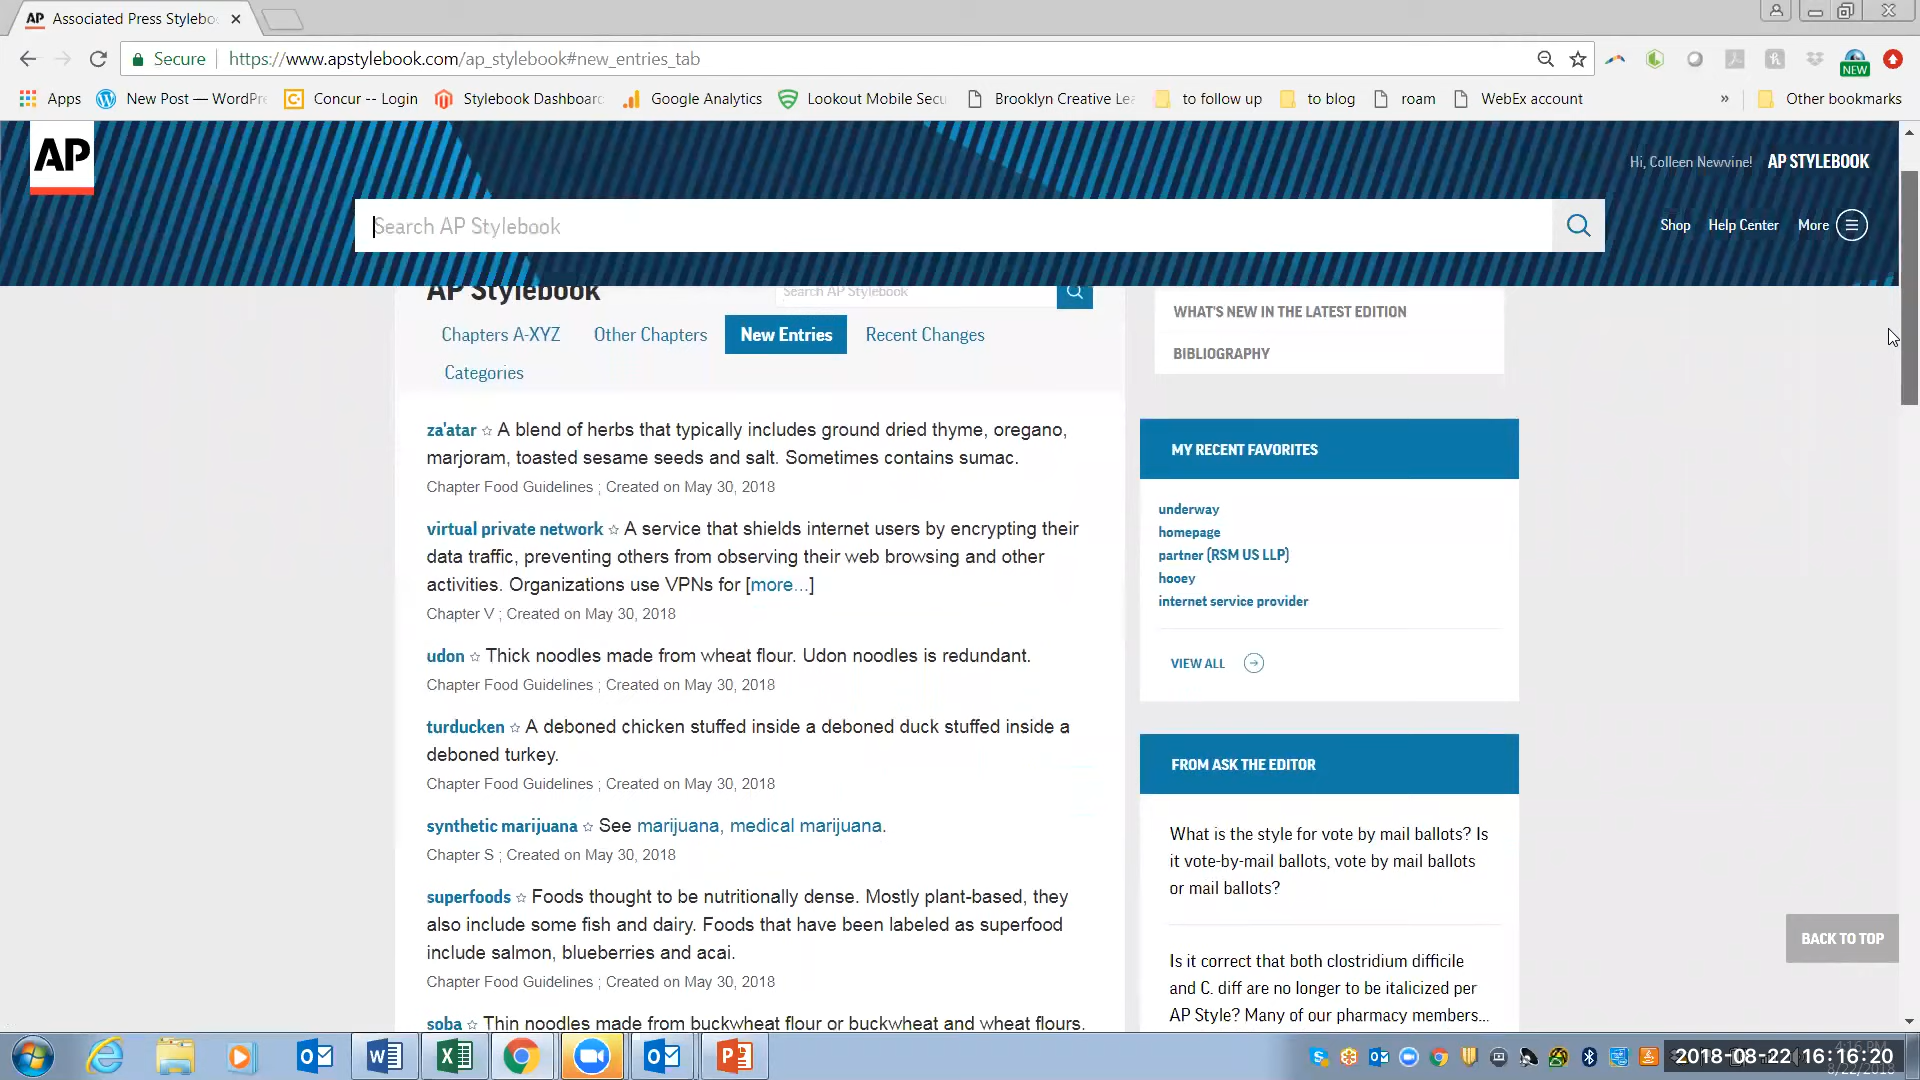 AP Associated Press Stylebo
Secure https://www.apstylebook.com/ap_stylebook#new_entries_tab
NEW
Apps New Post — WordPr Concur -- Login Stylebook Dashboard Google Analytics Lookout Mobile Secu Brooklyn Creative Le to follow up to blog roam WebEx account » Other bookmarks
AP
Hi, Colleen Newvine! AP STYLEBOOK
Search AP Stylebook
Shop Help Center More
AP Stylebook
Search AP Stylebook
Chapters A-XYZ Other Chapters New Entries Recent Changes
Categories
za'atar ☆ A blend of herbs that typically includes ground dried thyme, oregano,
marjoram, toasted sesame seeds and salt. Sometimes contains sumac.
Chapter Food Guidelines ; Created on May 30, 2018
virtual private network ☆ A service that shields internet users by encrypting their
data traffic, preventing others from observing their web browsing and other
activities. Organizations use VPNs for [more...]
Chapter V ; Created on May 30, 2018
udon ☆ Thick noodles made from wheat flour. Udon noodles is redundant.
Chapter Food Guidelines ; Created on May 30, 2018
turducken ☆ A deboned chicken stuffed inside a deboned duck stuffed inside a
deboned turkey.
Chapter Food Guidelines ; Created on May 30, 2018
synthetic marijuana ☆ See marijuana, medical marijuana.
Chapter S ; Created on May 30, 2018
superfoods ☆ Foods thought to be nutritionally dense. Mostly plant-based, they
also include some fish and dairy. Foods that have been labeled as superfood
include salmon, blueberries and acai.
Chapter Food Guidelines ; Created on May 30, 2018
soba ☆ Thin noodles made from buckwheat flour or buckwheat and wheat flours.
WHAT'S NEW IN THE LATEST EDITION
BIBLIOGRAPHY
MY RECENT FAVORITES
underway
homepage
partner (RSM US LLP)
hooey
internet service provider
VIEW ALL
FROM ASK THE EDITOR
What is the style for vote by mail ballots? Is
it vote-by-mail ballots, vote by mail ballots
or mail ballots?
Is it correct that both clostridium difficile
and C. diff are no longer to be italicized per
AP Style? Many of our pharmacy members...
BACK TO TOP
4:16 PM
2018-08-22 16:16:20
8/22/2018